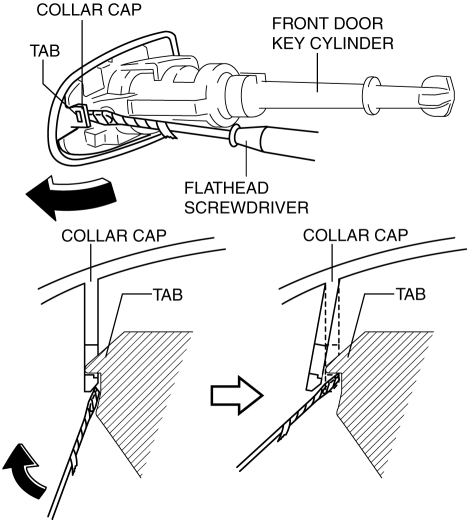 COLLAR CAP
TAB
FRONT DOOR
KEY CYLINDER
FLATHEAD
SCREWDRIVER
COLLAR CAP
TAB
COLLAR CAP
TAB